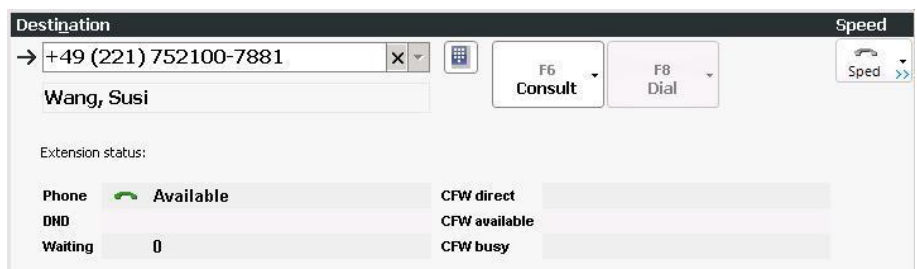 Destination Speed
+49 (221) 752100-7881
F6 Consult
F8 Dial
Sped
Wang, Susi
Extension status:
Phone Available CFW direct
DND CFW available
Waiting 0 CFW busy